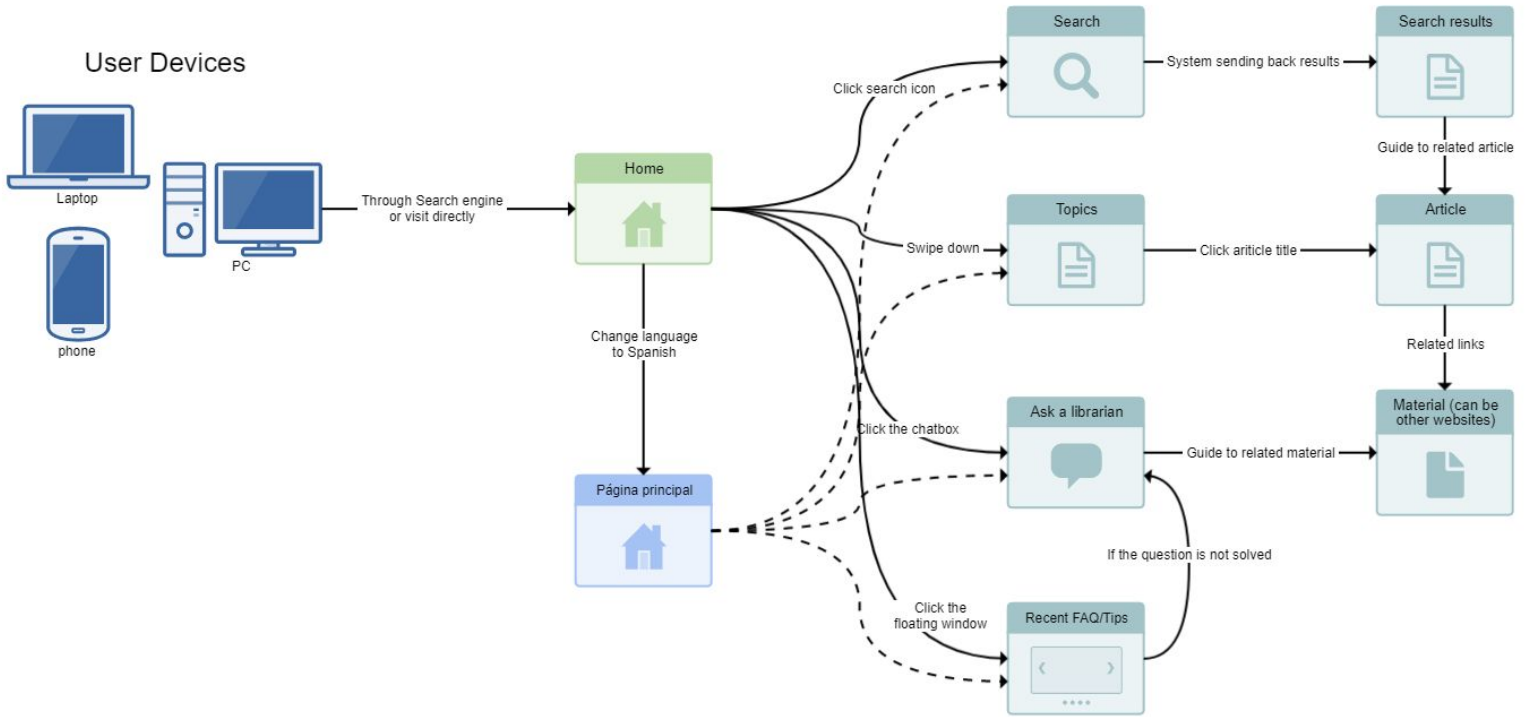 User Devices
Laptop
PC
phone
Through Search engine
or visit directly
Home
Change language
to Spanish
Página principal
Click search icon
Swipe down
Click the chatbox
Click the
floating window
Search
System sending back results
Search results
Guide to related article
Topics
Click ariticle title
Article
Related links
Ask a librarian
Guide to related material
Material (can be
other websites)
If the question is not solved
Recent FAQ/Tips